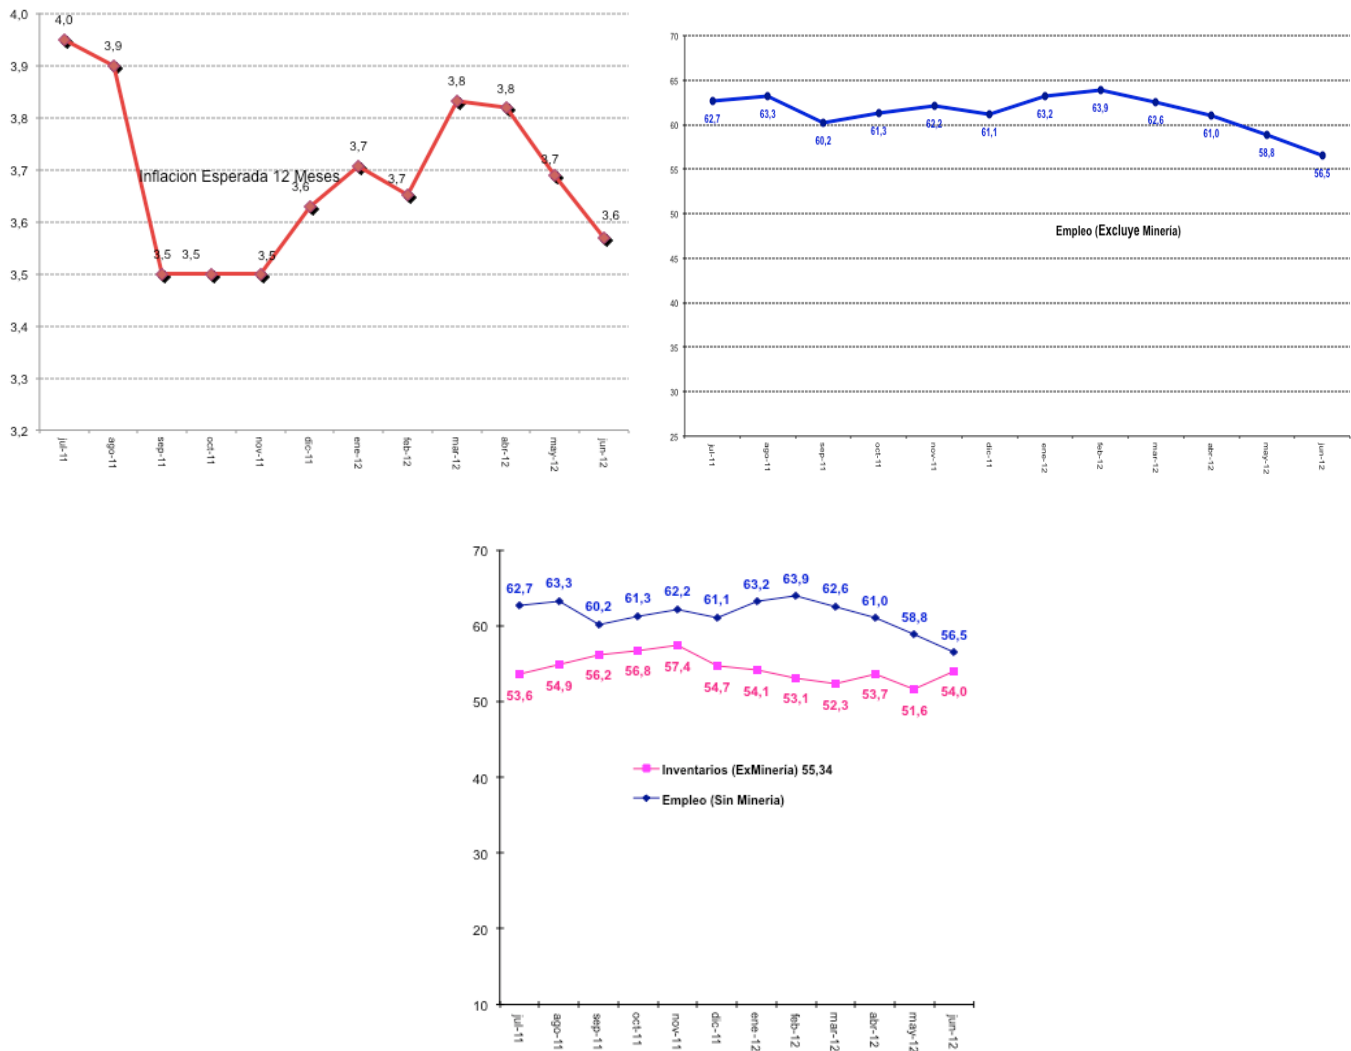 4,0
3,9
3,8
3,7
3,6
3,5
3,4
3,3
3,2
4,0
3,9
3,5
3,5
3,5
3,6
3,7
3,7
3,8
3,8
3,7
3,6
Inflacion Esperada 12 Meses
jul-11
ago-11
sep-11
oct-11
nov-11
dic-11
ene-12
feb-12
mar-12
abr-12
may-12
jun-12
70
65
60
55
50
45
40
35
30
25
62,7
63,3
60,2
61,3
62,2
61,1
63,2
63,9
62,6
61,0
58,8
56,5
Empleo (Excluye Minería)
jul-11
ago-11
sep-11
oct-11
nov-11
dic-11
ene-12
feb-12
mar-12
abr-12
may-12
jun-12
70
60
50
40
30
20
10
62,7
63,3
60,2
61,3
62,2
61,1
63,2
63,9
62,6
61,0
58,8
56,5
53,6
54,9
56,2
56,8
57,4
54,7
54,1
53,1
52,3
53,7
51,6
54,0
Inventarios (ExMineria) 55,34
Empleo (Sin Mineria)
jul-11
ago-11
sep-11
oct-11
nov-11
dic-11
ene-12
feb-12
mar-12
abr-12
may-12
jun-12